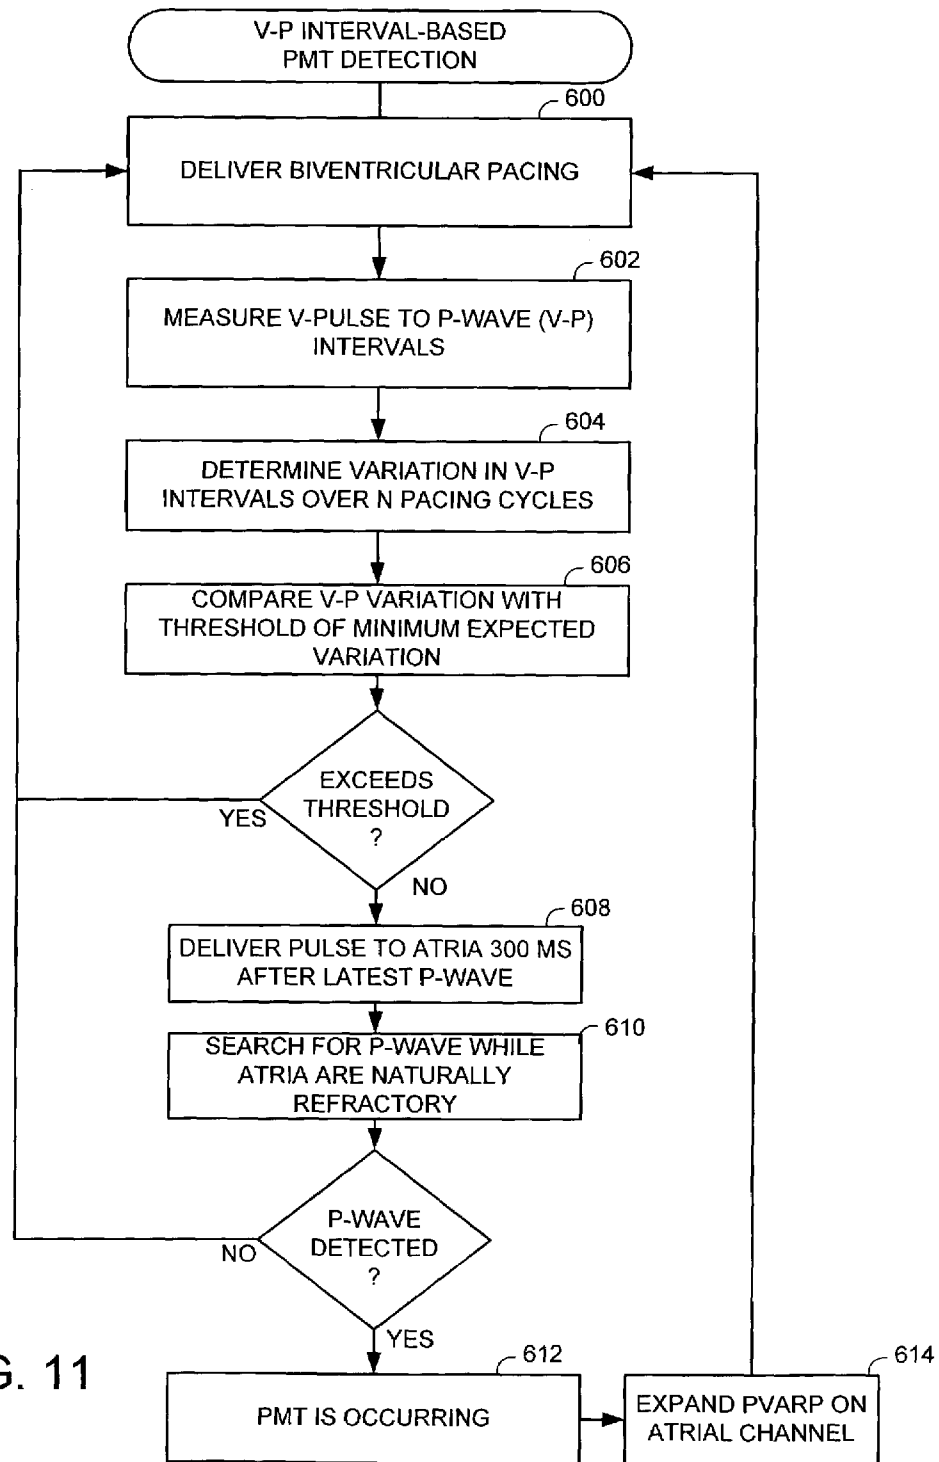 V-P INTERVAL-BASED
PMT DETECTION
600
DELIVER BIVENTRICULAR PACING
602
MEASURE V-PULSE TO P-WAVE (V-P)
INTERVALS
604
DETERMINE VARIATION IN V-P
INTERVALS OVER N PACING CYCLES
606
COMPARE V-P VARIATION WITH
THRESHOLD OF MINIMUM EXPECTED
VARIATION
EXCEEDS
THRESHOLD
?
YES
NO
608
DELIVER PULSE TO ATRIA 300 MS
AFTER LATEST P-WAVE
610
SEARCH FOR P-WAVE WHILE
ATRIA ARE NATURALLY
REFRACTORY
P-WAVE
DETECTED
?
NO
YES
612
PMT IS OCCURRING
614
EXPAND PVARP ON
ATRIAL CHANNEL
G. 11